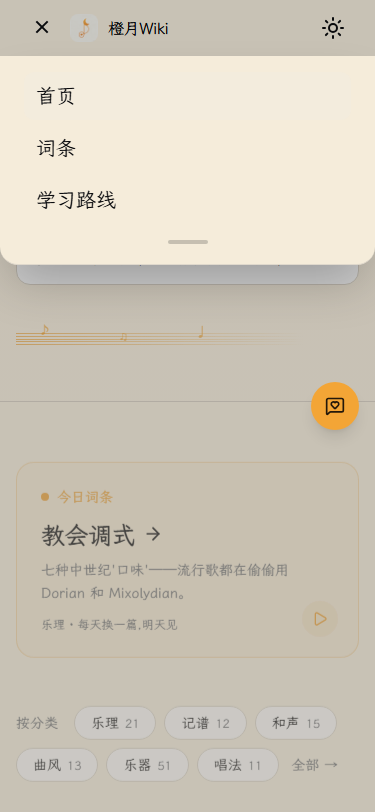 橙月Wiki
首页
词条
学习路线
今日词条
教会调式 →
七种中世纪'口味'——流行歌都在偷偷用
Dorian 和 Mixolydian。
乐理·每天换一篇,明天见
按分类 乐理 21 记谱 12 和声 15
曲风 13 乐器 51 唱法 11 全部 →